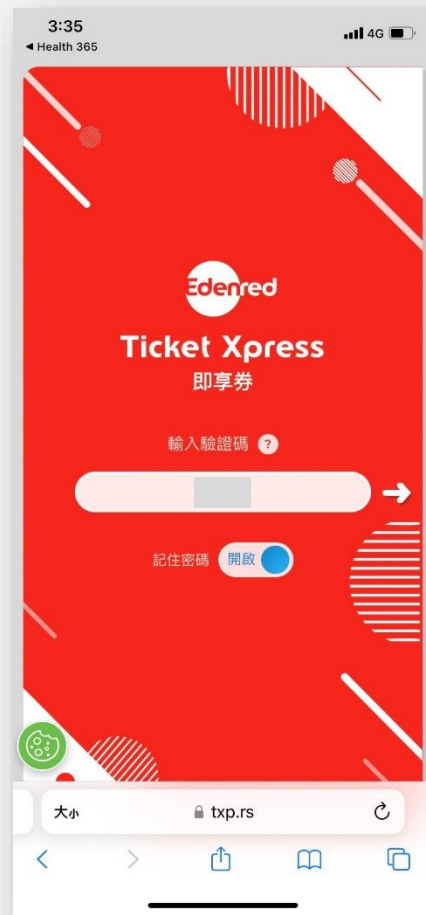 3:35
4G
◀ Health 365
Edenred
Ticket Xpress
即享券
輸入驗證碼 ?
記住密碼 開啟
大小 txp.rs